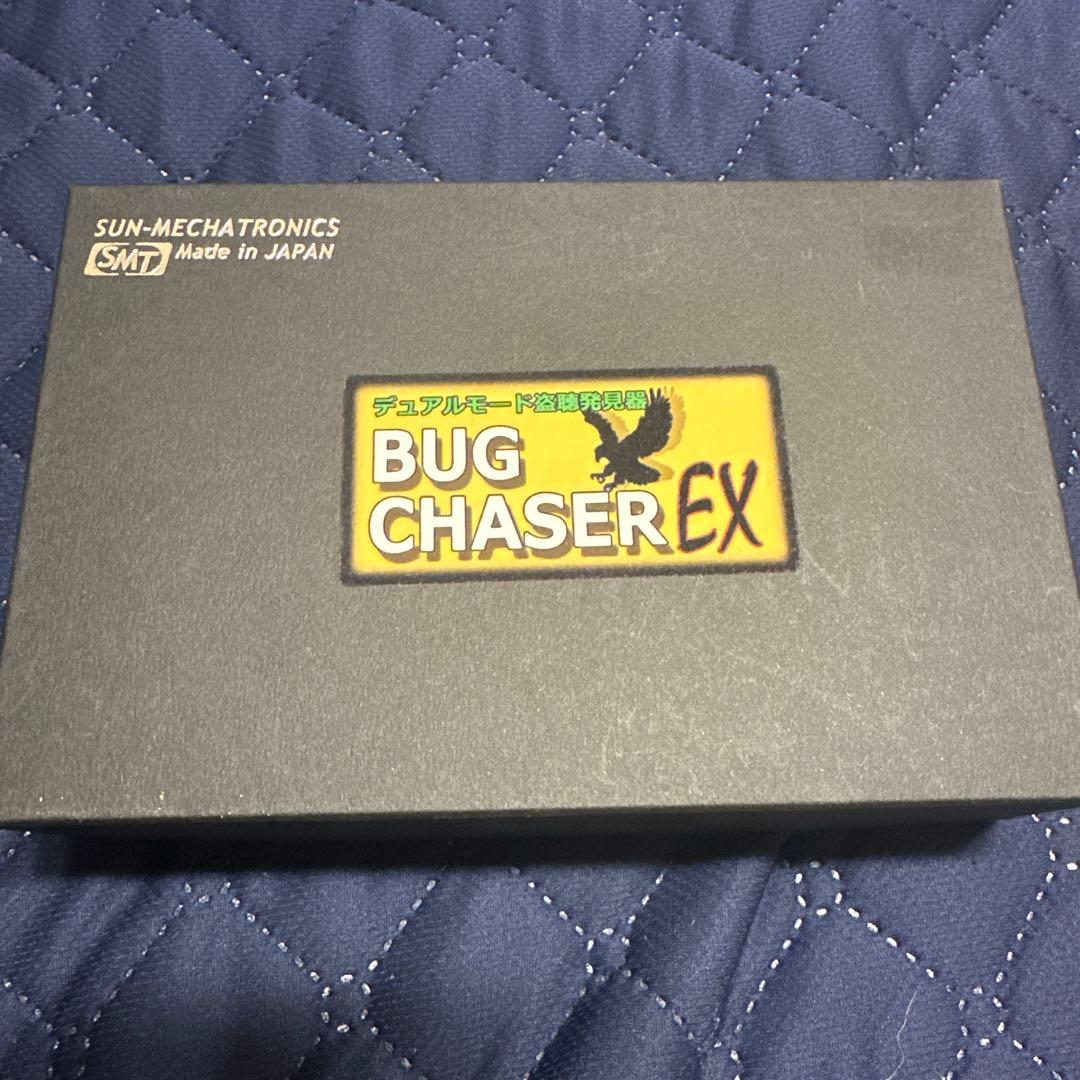 SUN-MECHATRONICS
SMT Made in JAPAN
デュアルモード盗聴発見器
BUG
CHASER EX